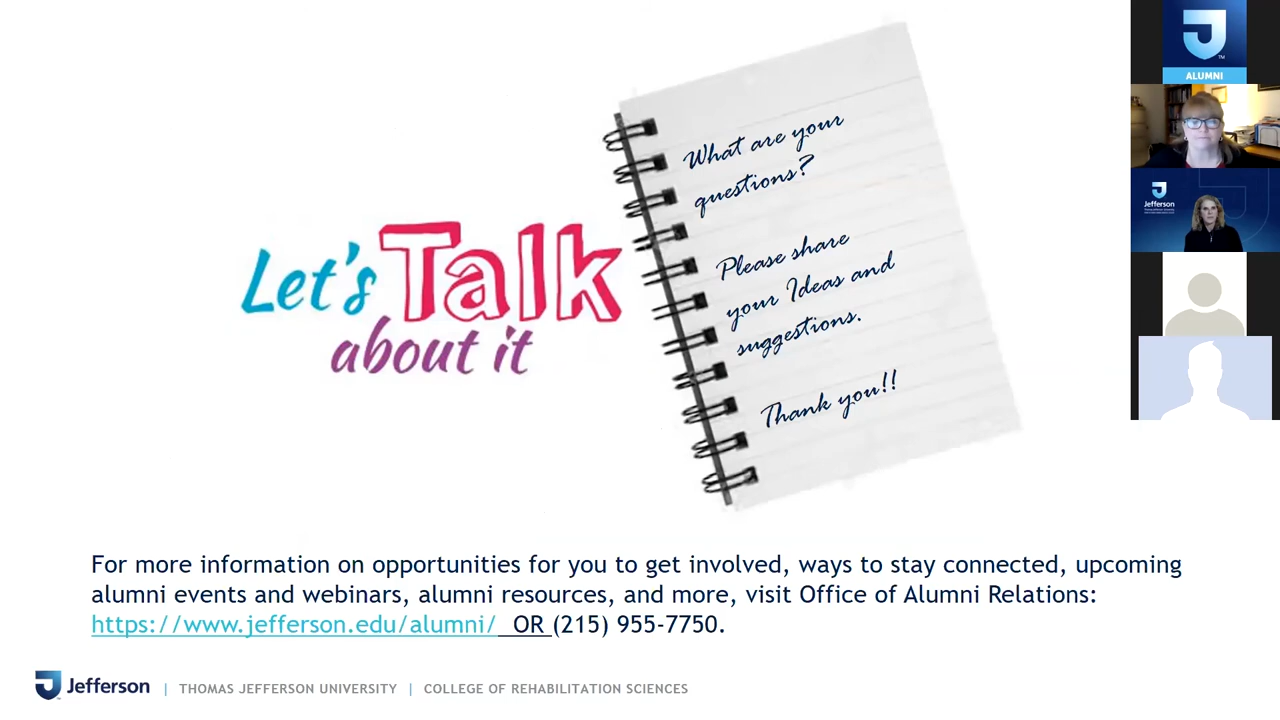 Let's Talk
about it
What are your
questions?
Please share
your Ideas and
suggestions.
Thank you!!
For more information on opportunities for you to get involved, ways to stay connected, upcoming
alumni events and webinars, alumni resources, and more, visit Office of Alumni Relations:
https://www.jefferson.edu/alumni/ OR (215) 955-7750.
Jefferson | THOMAS JEFFERSON UNIVERSITY | COLLEGE OF REHABILITATION SCIENCES
ALUMNI
Jefferson